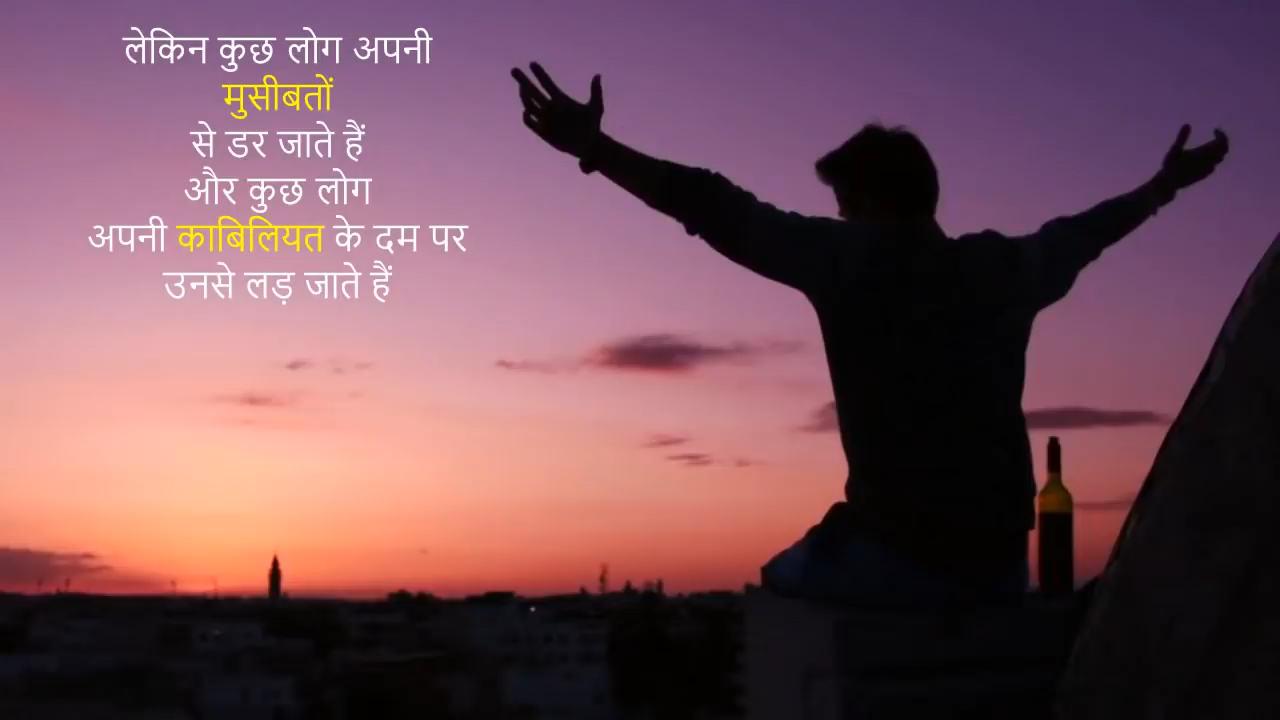 लेकिन कुछ लोग अपनी
मुसीबतों
से डर जाते हैं
और कुछ लोग
अपनी काबिलियत के दम पर
उनसे लड़ जाते हैं